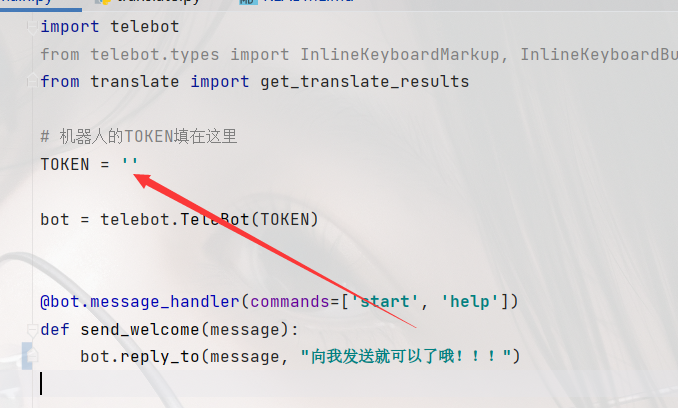 import telebot
from telebot.types import InlineKeyboardMarkup, InlineKeyboardBu
from translate import get_translate_results
# 机器人的TOKEN填在这里
TOKEN = ''
bot = telebot.TeleBot(TOKEN)
@bot.message_handler(commands=['start', 'help'])
def send_welcome(message):
bot.reply_to(message, "向我发送就可以了哦！！！")